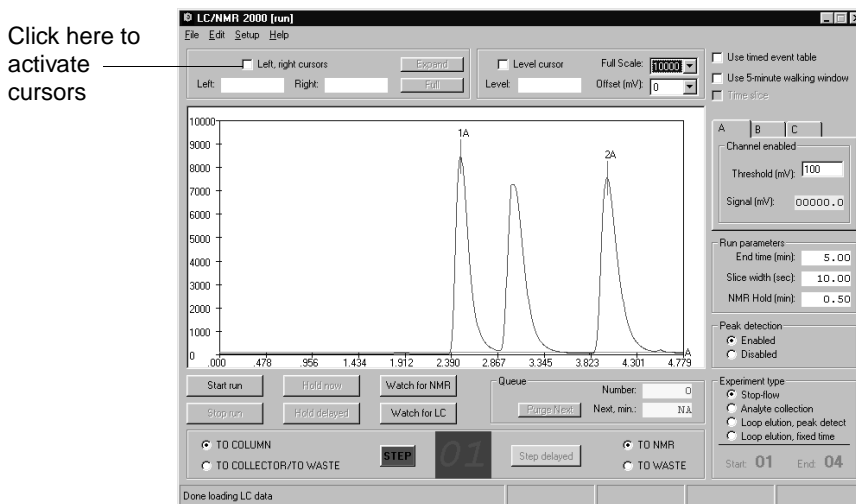 Click here to
activate
cursors
LC/NMR 2000 [run]
File Edit Setup Help
Left, right cursors
Expand
Left:
Right:
Full
Level cursor
Full Scale: 10000
Level:
Offset (mV): 0
Use timed event table
Use 5-minute walking window
Time slice
10000
9000
8000
7000
6000
5000
4000
3000
2000
1000
0
1A
2A
A
.000 .478 .956 1.434 1.912 2.390 2.867 3.345 3.823 4.301 4.779
A B C
Channel enabled
Threshold (mV): 100
Signal (mV): 00000.0
Run parameters
End time (min): 5.00
Slice width (sec): 10.00
NMR Hold (min): 0.50
Peak detection
Enabled
Disabled
Start run
Hold now
Watch for NMR
Stop run
Hold delayed
Watch for LC
Queue
Number: 0
Purge Next
Next, min.: NA
Experiment type
Stop-flow
Analyte collection
Loop elution, peak detect
Loop elution, fixed time
Start: 01 End: 04
TO COLUMN
TO COLLECTOR/TO WASTE
STEP
01
Step delayed
TO NMR
TO WASTE
Done loading LC data